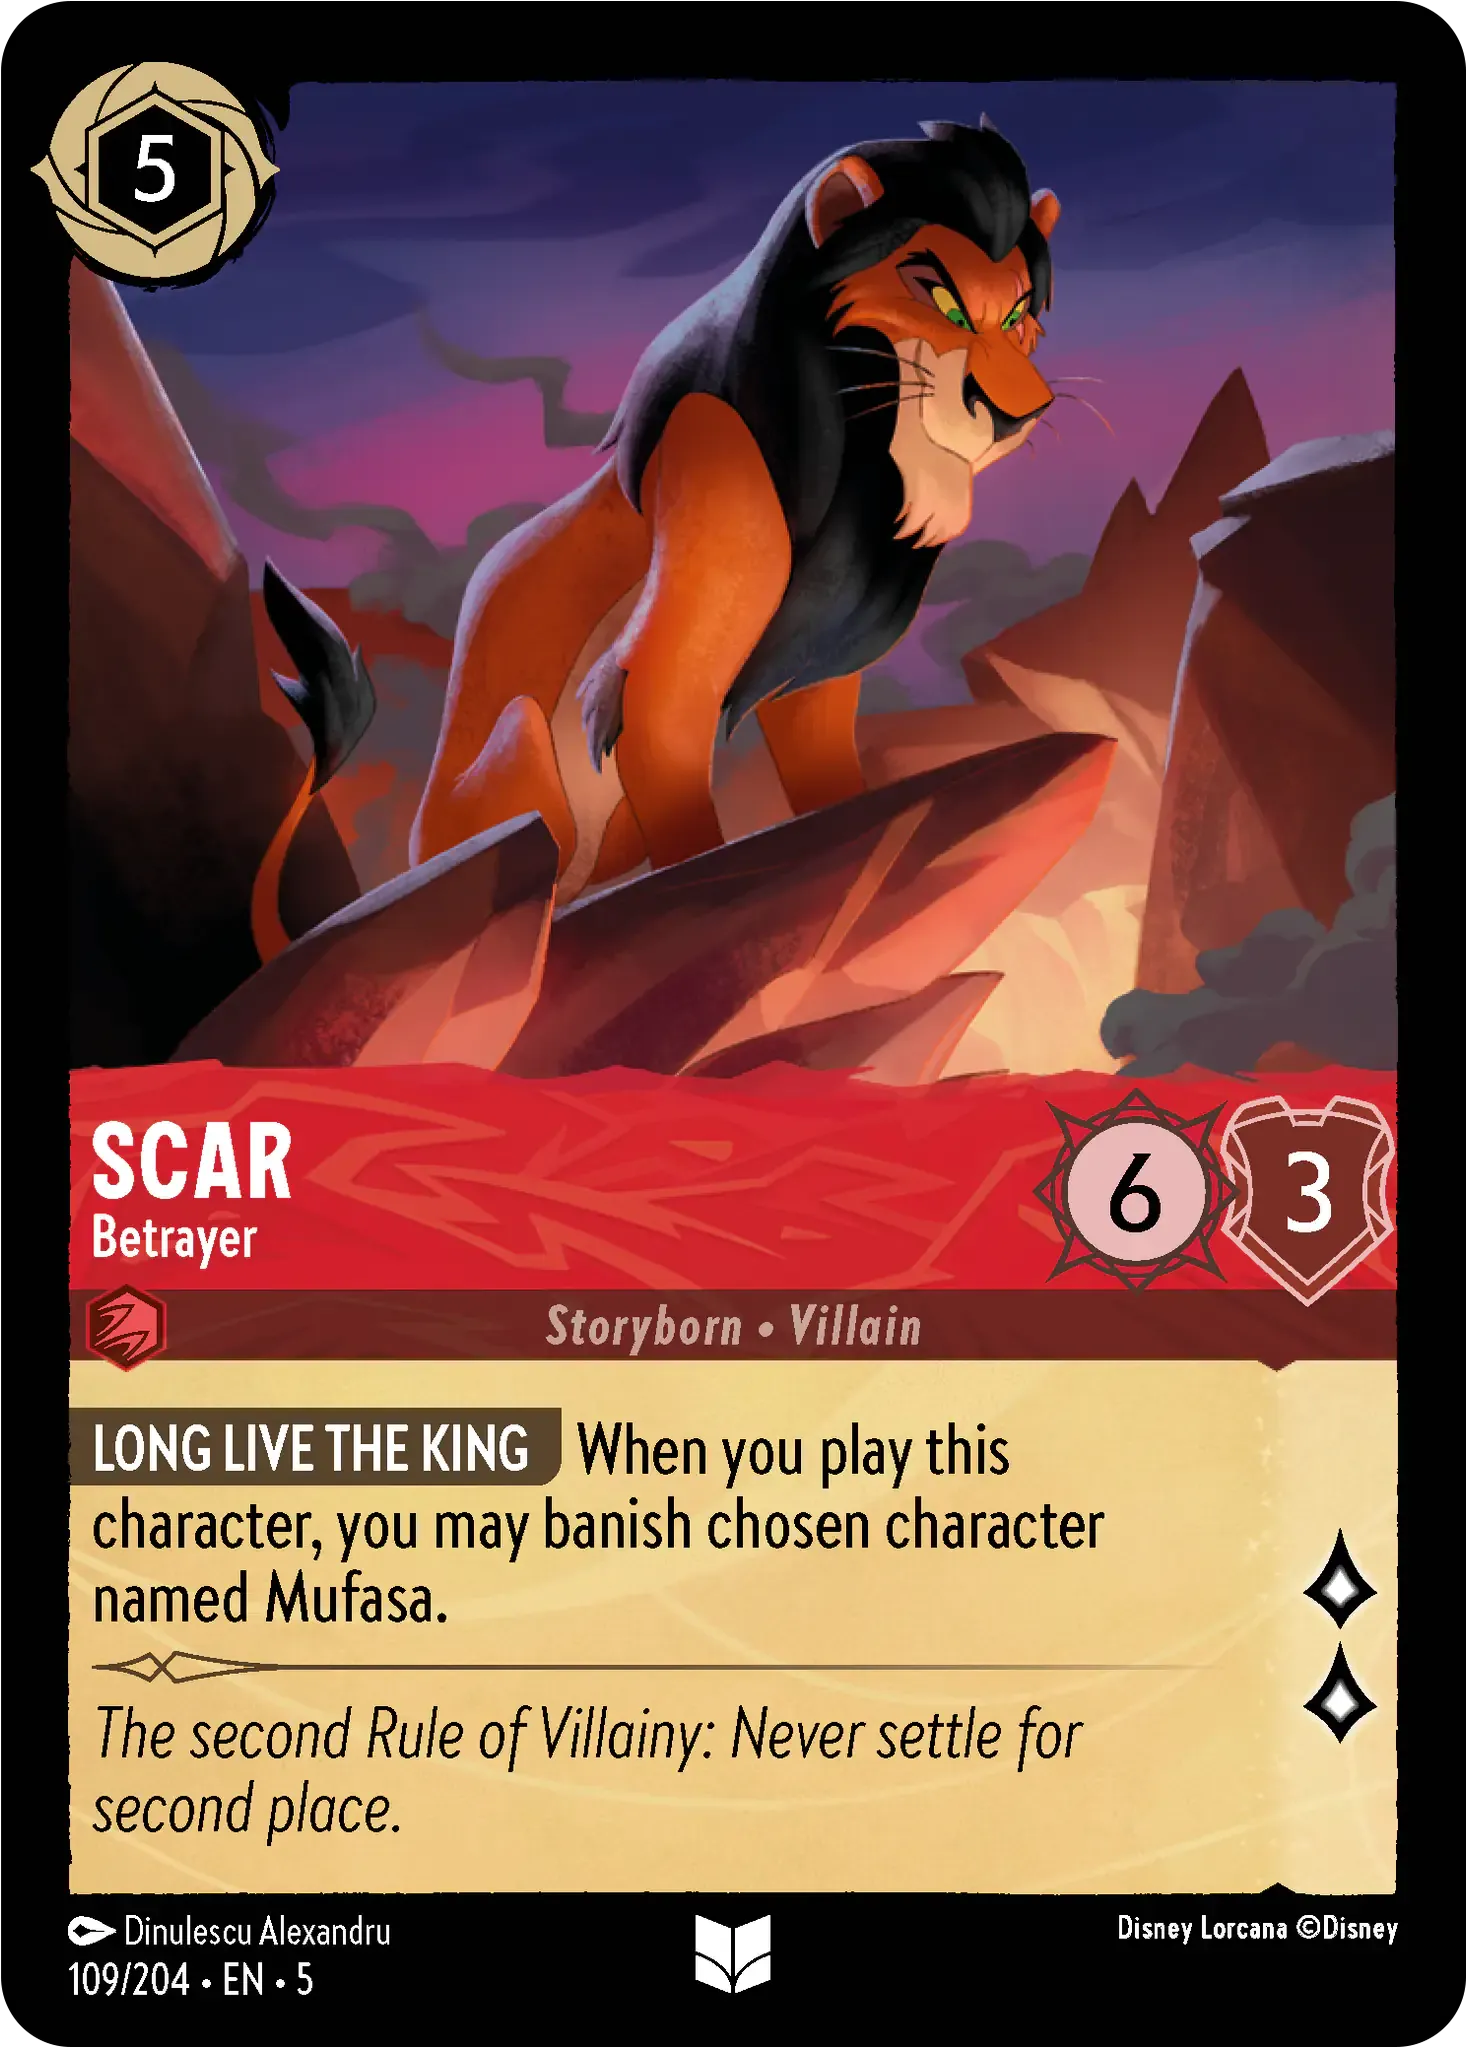 5
SCAR
6
3
Betrayer
Storyborn • Villain
LONG LIVE THE KING When you play this
character, you may banish chosen character
named Mufasa.
The second Rule of Villainy: Never settle for
second place.
Dinulescu Alexandru
Disney Lorcana ©Disney
109/204 • EN • 5